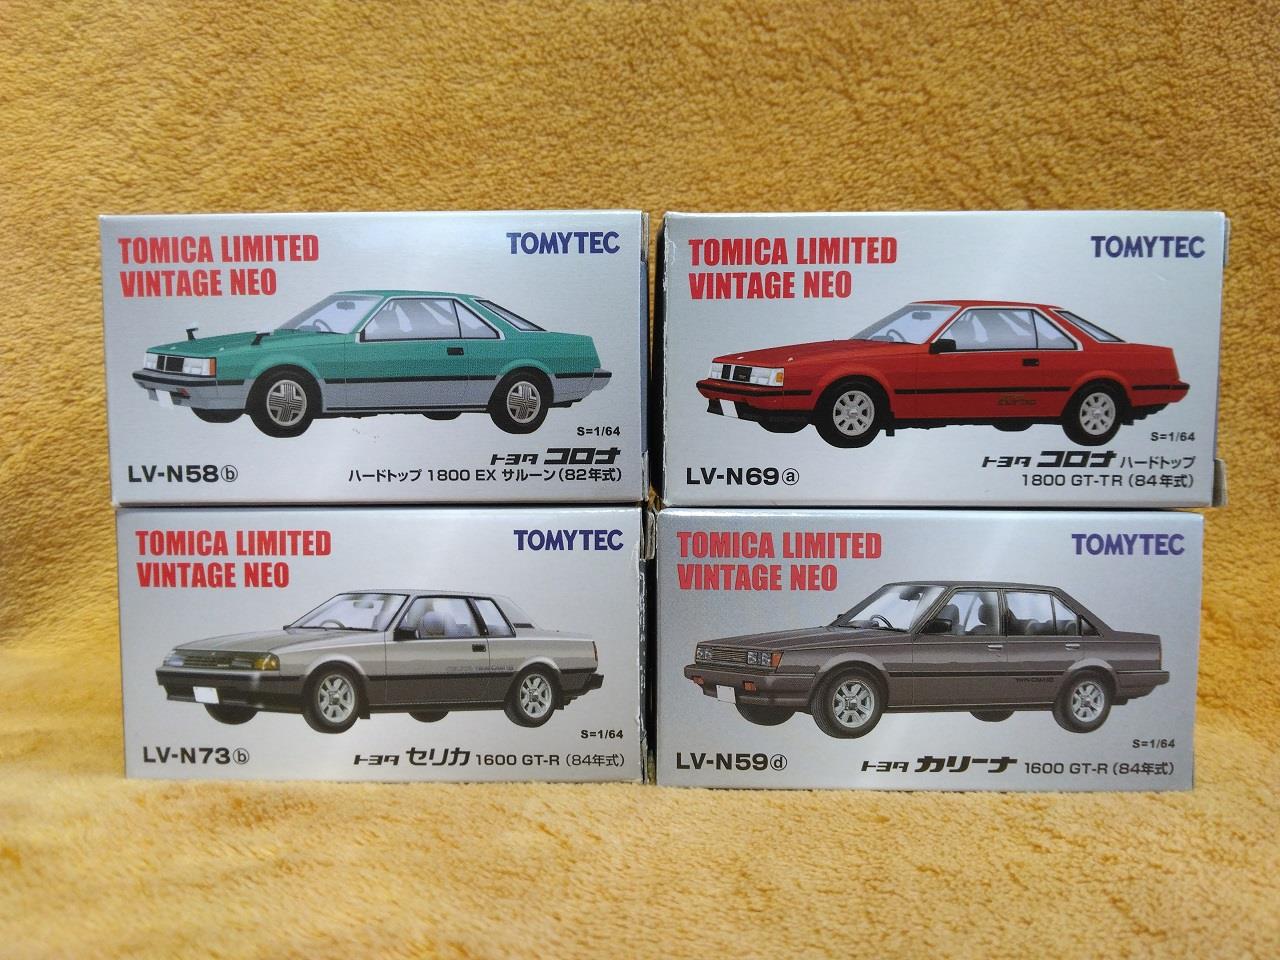 TOMICA LIMITED
VINTAGE NEO
TOMYTEC
S=1/64
LV-N58ⓑ
トヨタ コロナ
ハードトップ 1800 EX サルーン(82年式)
TOMICA LIMITED
VINTAGE NEO
TOMYTEC
S=1/64
LV-N69ⓐ
トヨタ コロナ ハードトップ
1800 GT-TR(84年式)
TOMICA LIMITED
VINTAGE NEO
TOMYTEC
S=1/64
LV-N73ⓑ
トヨタ セリカ 1600 GT-R(84年式)
TOMICA LIMITED
VINTAGE NEO
TOMYTEC
S=1/64
LV-N59ⓓ
トヨタ カリーナ 1600 GT-R(84年式)